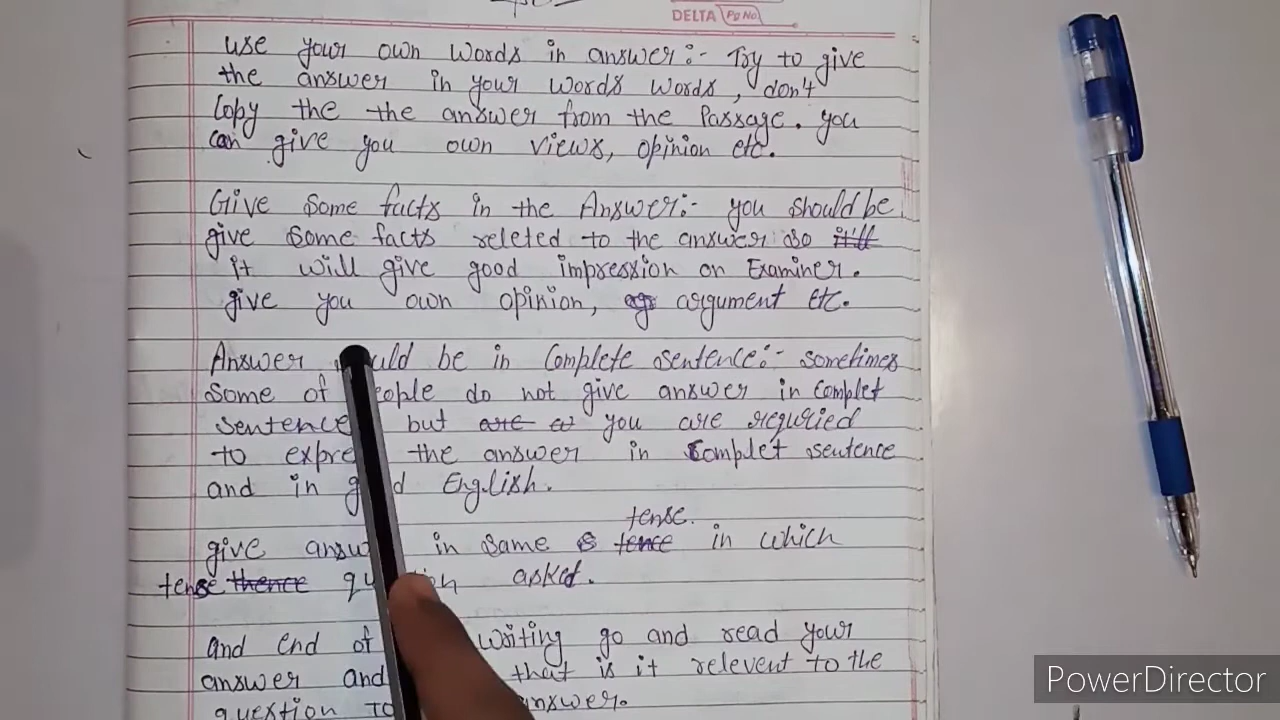 DELTA Pg No.
use your own words in answer:- Try to give
the answer in your words words, don't
Copy the the answer from the Passage. you
can give you own views, opinion etc.
Give some facts in the Answer:- you should be
give some facts releted to the answer so it'll
it will give good impression on Examiner.
give you own opinion, argument etc.
Answer be in Complete sentence:- sometimes
some of do not give answer in Complet
sentence but are you are requried
to the answer in Complet sentence
and in English.
tense.
give in same tence in which
tense thence asked.
and end of writing go and read your
answer and that is it relevent to the
question to answer.
PowerDirector